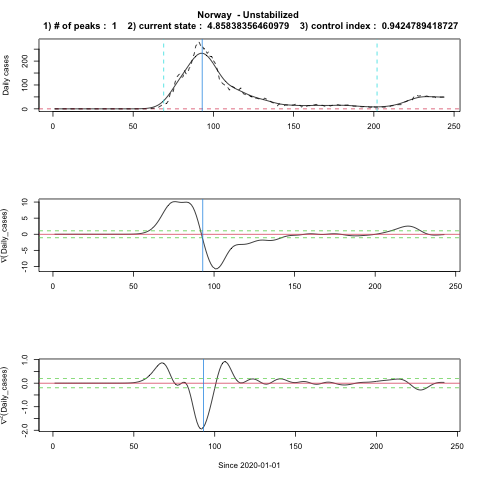 Norway - Unstabilized
1) # of peaks : 1 2) current state : 4.85838356460979 3) control index : 0.9424789418727
Daily cases
0 100 200
0 50 100 150 200 250
∇(Daily_cases)
-10 -5 0 5 10
0 50 100 150 200 250
∇²(Daily_cases)
-2.0 -1.0 0.0 1.0
0 50 100 150 200 250
Since 2020-01-01